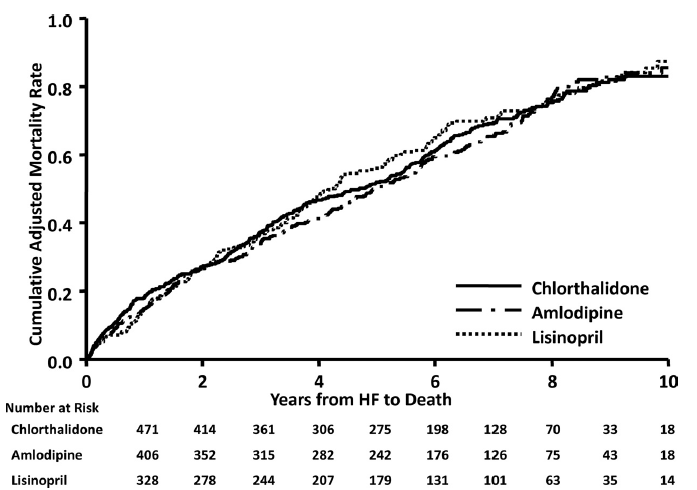 1.0
0.8
0.6
0.4
0.2
0.0
Cumulative Adjusted Mortality Rate
Chlorthalidone
Amlodipine
Lisinopril
0 2 4 6 8 10
Years from HF to Death
Number at Risk
Chlorthalidone 471 414 361 306 275 198 128 70 33 18
Amlodipine 406 352 315 282 242 176 126 75 43 18
Lisinopril 328 278 244 207 179 131 101 63 35 14